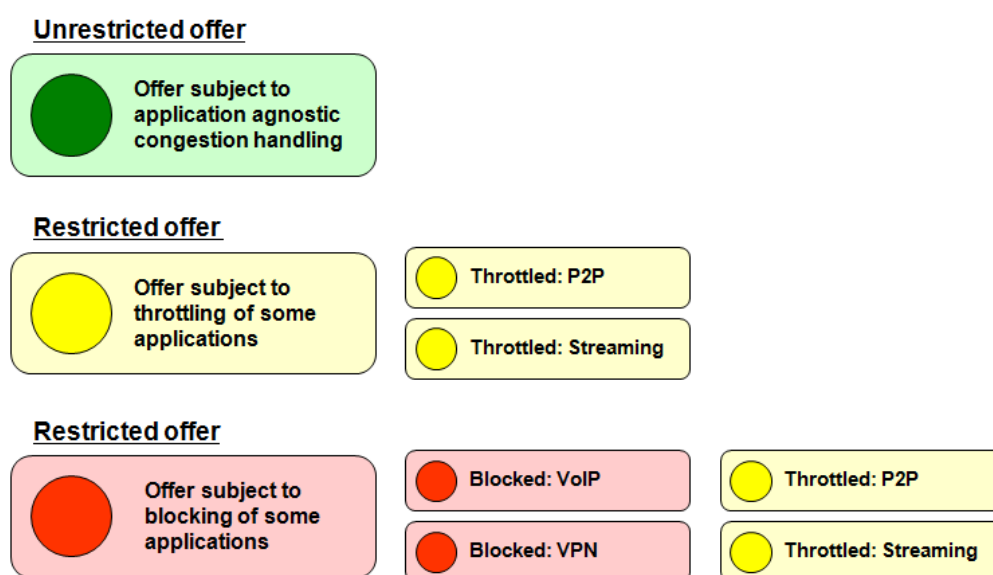 Unrestricted offer
Offer subject to
application agnostic
congestion handling
Restricted offer
Offer subject to
throttling of some
applications
Throttled: P2P
Throttled: Streaming
Restricted offer
Offer subject to
blocking of some
applications
Blocked: VoIP
Blocked: VPN
Throttled: P2P
Throttled: Streaming